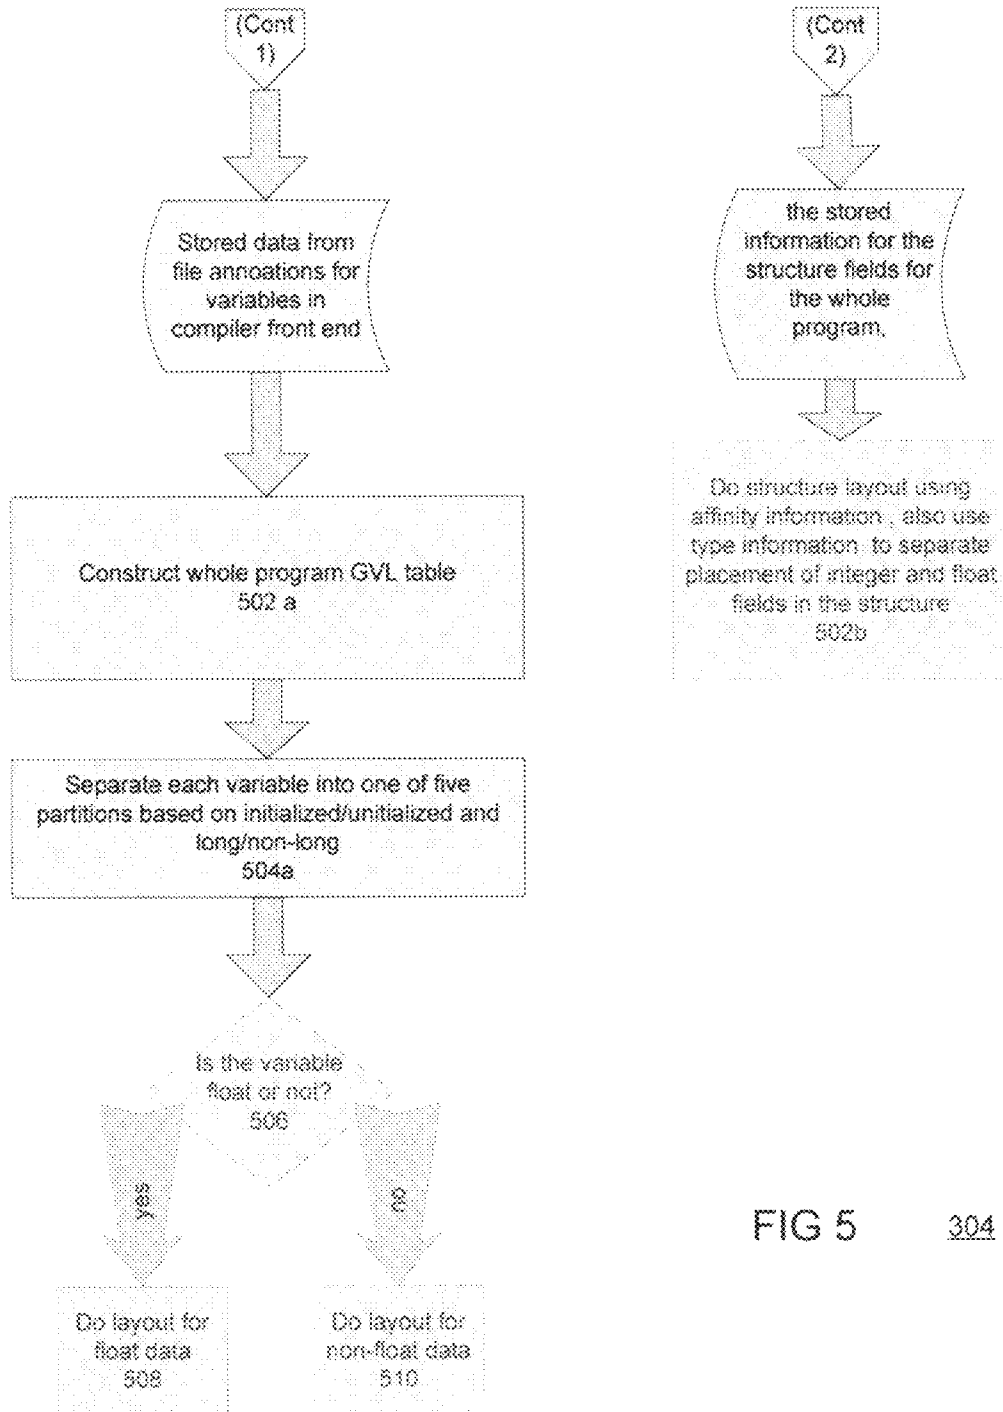 (Cont
1)
Stored data from
file annoations for
variables in
compiler front end
Construct whole program GVL table
502 a
Separate each variable into one of five
partitions based on initialized/unitialized and
long/non-long
504a
Is the variable
float or not?
506
yes
no
Do layout for
float data
508
Do layout for
non-float data
510
(Cont
2)
the stored
information for the
structure fields for
the whole
program.
Do structure layout using
affinity information , also use
type information to separate
placement of integer and float
fields in the structure
502b
FIG 5 304